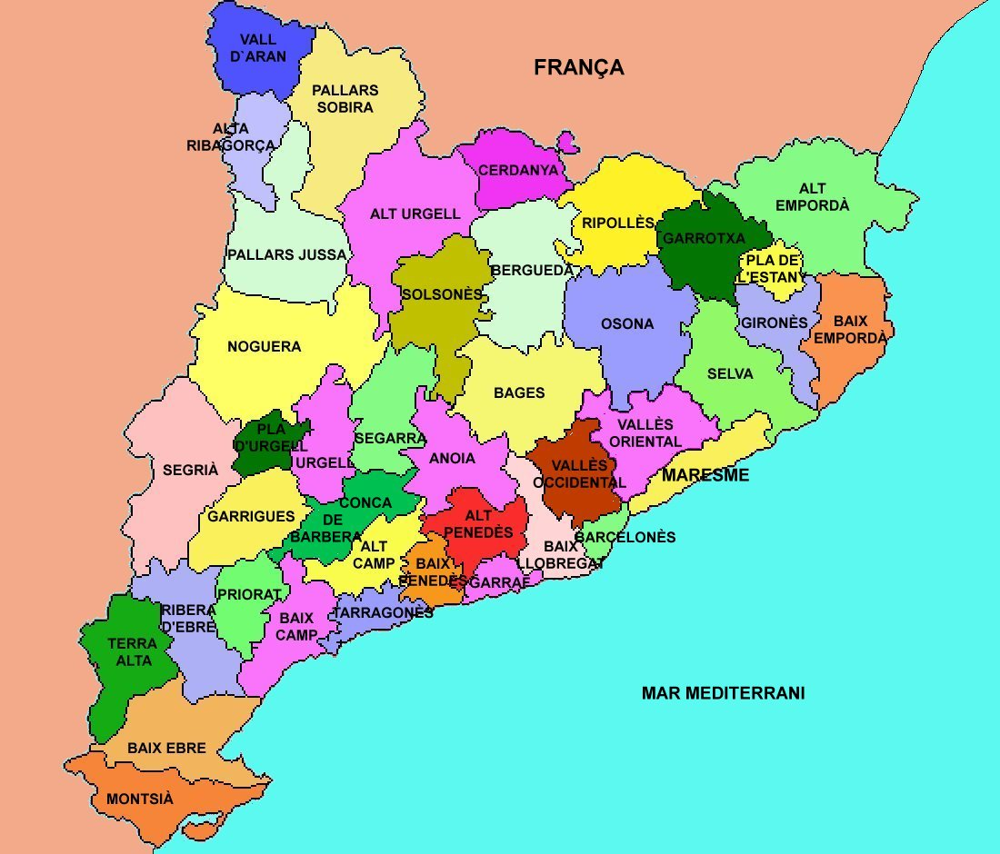 VALL
D`ARAN
FRANÇA
PALLARS
SOBIRA
ALTA
RIBAGORÇA
CERDANYA
ALT
EMPORDÀ
ALT URGELL
RIPOLLÈS
GARROTXA
PALLARS JUSSA
PLA DE
L'ESTANY
BERGUEDÀ
SOLSONÈS
OSONA
GIRONÈS
BAIX
EMPORDÀ
NOGUERA
SELVA
BAGES
VALLÈS
ORIENTAL
PLA
D'URGELL
SEGARRA
URGELL
ANOIA
SEGRIÀ
VALLÈS
OCCIDENTAL
MARESME
CONCA
DE
BARBERA
GARRIGUES
ALT
PENEDÈS
BARCELONÈS
ALT
CAMP
BAIX
LLOBREGAT
BAIX
PENEDÈS
GARRAF
PRIORAT
RIBERA
D'EBRE
TARRAGONÈS
BAIX
CAMP
TERRA
ALTA
MAR MEDITERRANI
BAIX EBRE
MONTSIÀ